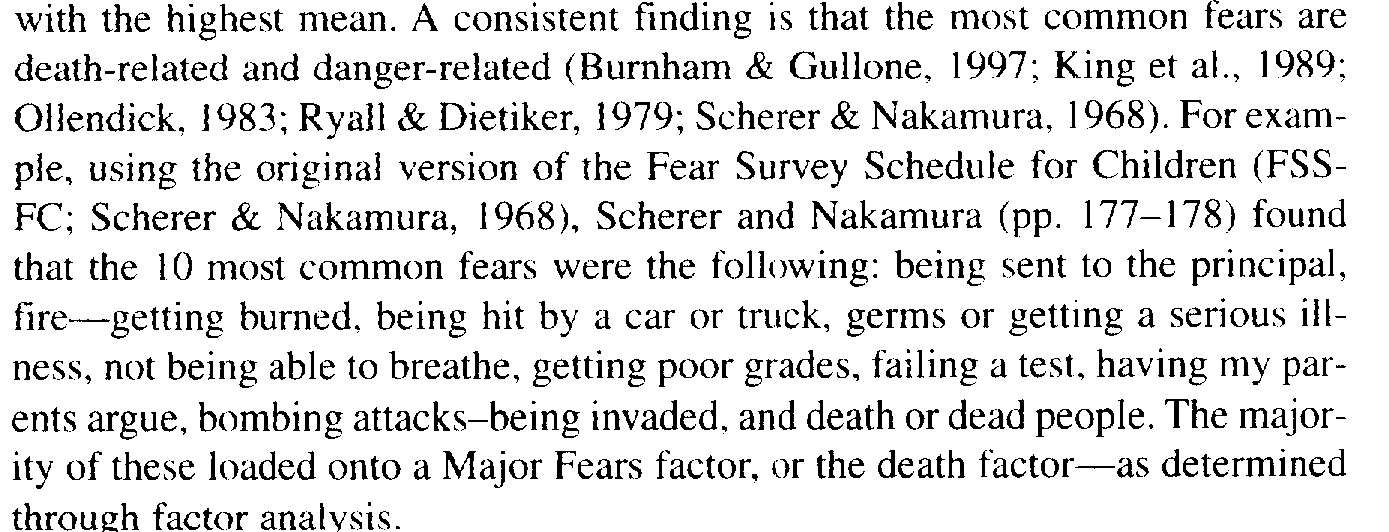 with the highest mean. A consistent finding is that the most common fears are
death-related and danger-related (Burnham & Gullone, 1997; King et al., 1989;
Ollendick, 1983; Ryall & Dietiker, 1979; Scherer & Nakamura, 1968). For exam-
ple, using the original version of the Fear Survey Schedule for Children (FSS-
FC; Scherer & Nakamura, 1968), Scherer and Nakamura (pp. 177–178) found
that the 10 most common fears were the following: being sent to the principal,
fire—getting burned, being hit by a car or truck, germs or getting a serious ill-
ness, not being able to breathe, getting poor grades, failing a test, having my par-
ents argue, bombing attacks–being invaded, and death or dead people. The major-
ity of these loaded onto a Major Fears factor, or the death factor—as determined
through factor analysis.